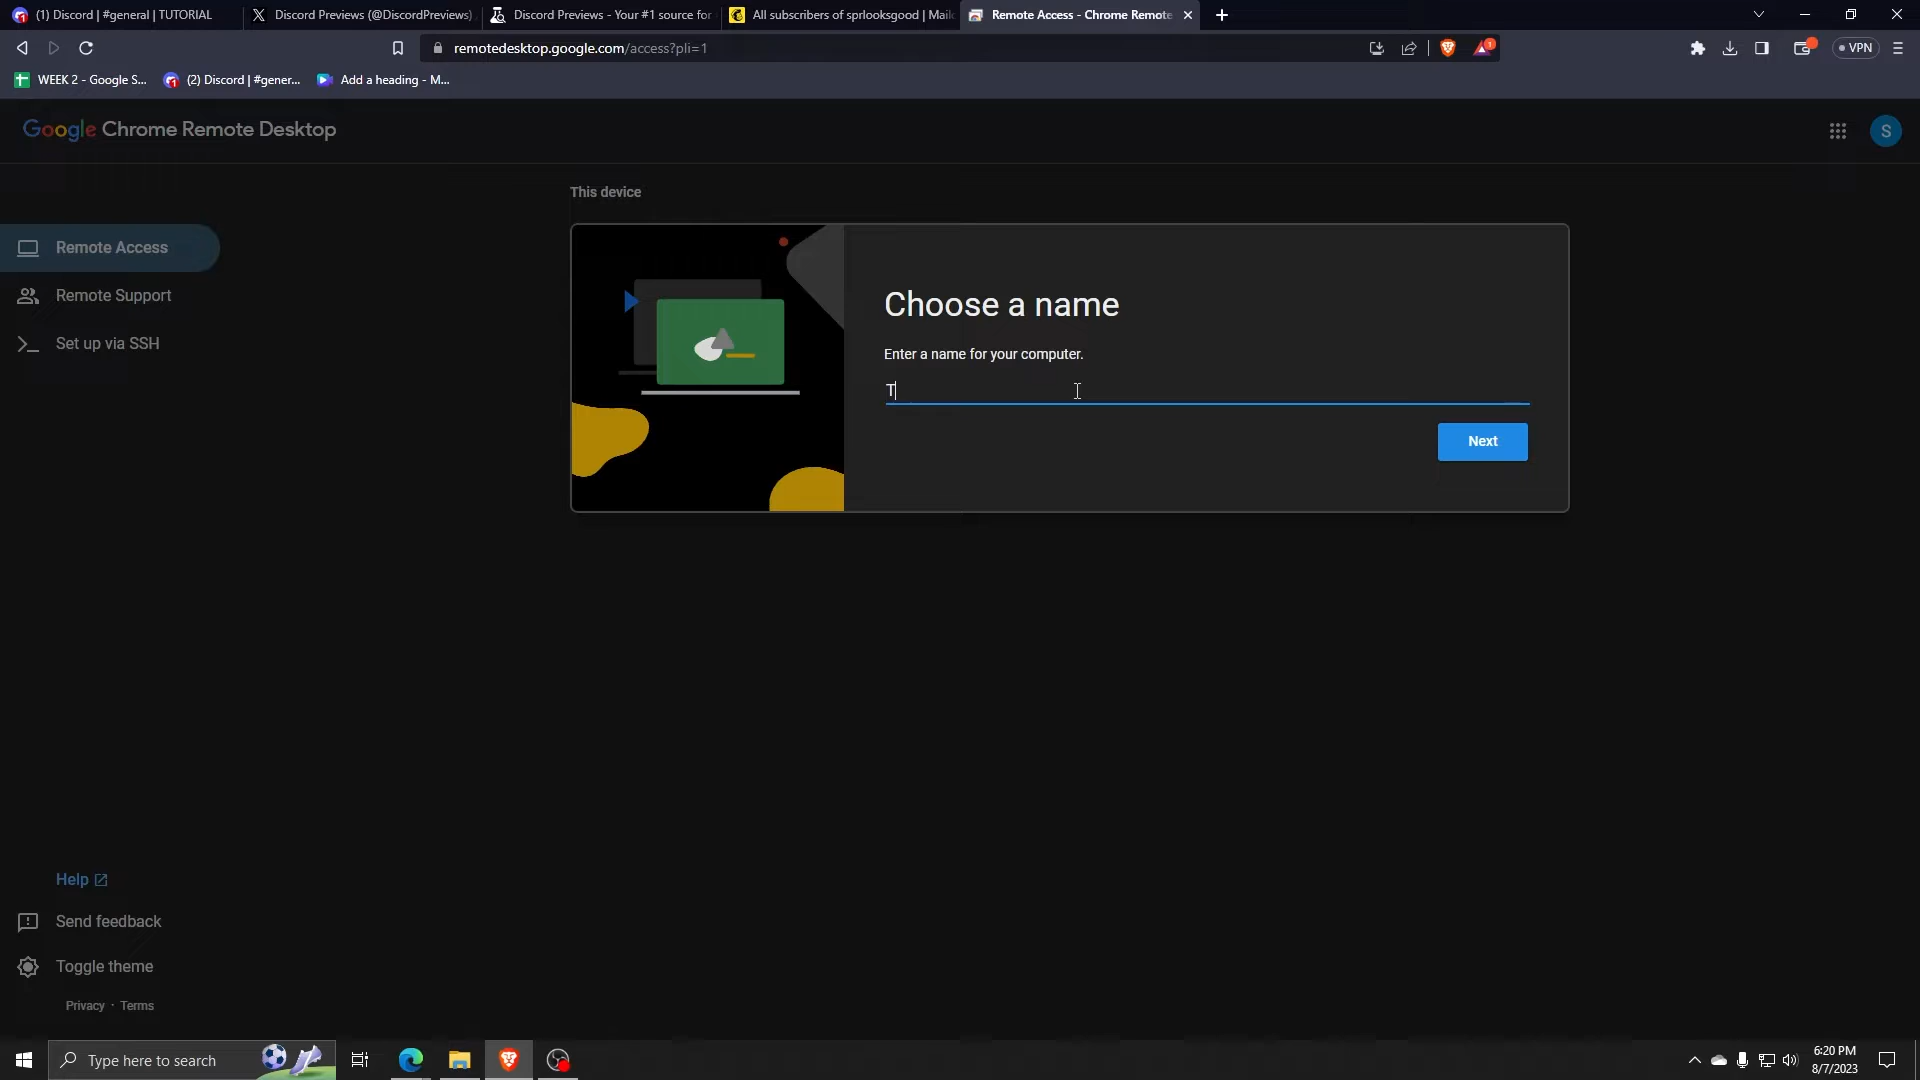 (1) Discord | #general | TUTORIAL
Discord Previews (@DiscordPreviews)
Discord Previews - Your #1 source for
All subscribers of sprlooksgood | Mail
Remote Access - Chrome Remote
remotedesktop.google.com/access?pli=1
1
VPN
WEEK 2 - Google S...
(2) Discord | #gener...
Add a heading - M...
Google Chrome Remote Desktop
S
This device
Remote Access
Remote Support
Set up via SSH
Choose a name
Enter a name for your computer.
T
Next
Help
Send feedback
Toggle theme
Privacy · Terms
Type here to search
6:20 PM
8/7/2023